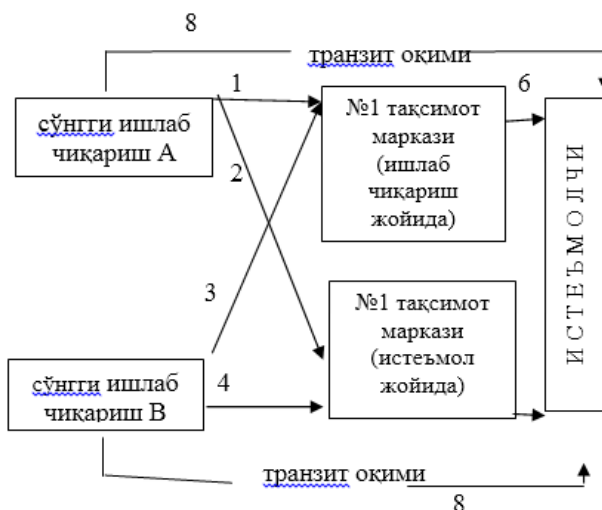 8
транзит оқими
1
6
сўнгги ишлаб
чиқариш А
№1 тақсимот
маркази
(ишлаб
чиқариш
жойида)
2
3
ИСТЕЪМОЛЧИ
№1 тақсимот
маркази
(истеъмол
жойида)
сўнгги ишлаб
чиқариш В
4
транзит оқими
8